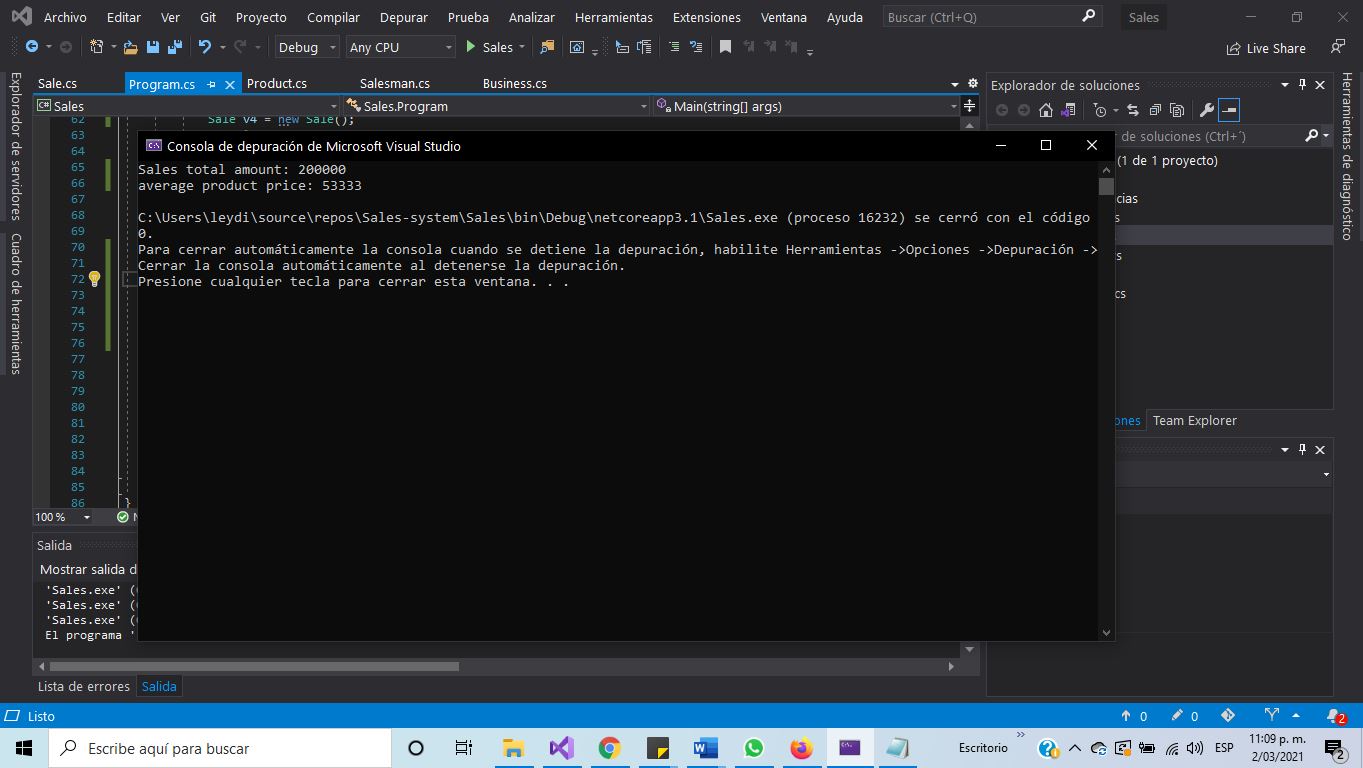 Archivo Editar Ver Git Proyecto Compilar Depurar Prueba Analizar Herramientas Extensiones Ventana Ayuda Buscar (Ctrl+Q) Sales
Debug Any CPU Sales Live Share
Explorador de servidores
Cuadro de herramientas
Sale.cs Program.cs Product.cs Salesman.cs Business.cs
C# Sales Sales.Program Main(string[] args)
62 Sale v4 = new Sale();
63
64
65
66
67
68
69
70
71
72
73
74
75
76
77
78
79
80
81
82
83
84
85
86 }
Consola de depuración de Microsoft Visual Studio
Sales total amount: 200000
average product price: 53333
C:\Users\leydi\source\repos\Sales-system\Sales\bin\Debug\netcoreapp3.1\Sales.exe (proceso 16232) se cerró con el código
0.
Para cerrar automáticamente la consola cuando se detiene la depuración, habilite Herramientas ->Opciones ->Depuración ->
Cerrar la consola automáticamente al detenerse la depuración.
Presione cualquier tecla para cerrar esta ventana. . .
Explorador de soluciones
de soluciones (Ctrl+´)
(1 de 1 proyecto)
cias
s
s
cs
ones Team Explorer
Herramientas de diagnóstico
100 % N
Salida
Mostrar salida d
'Sales.exe' (
'Sales.exe' (
'Sales.exe' (
El programa '
Lista de errores Salida
Listo 0 0 2
Escribe aquí para buscar
Escritorio » ESP 11:09 p. m.
2/03/2021 2